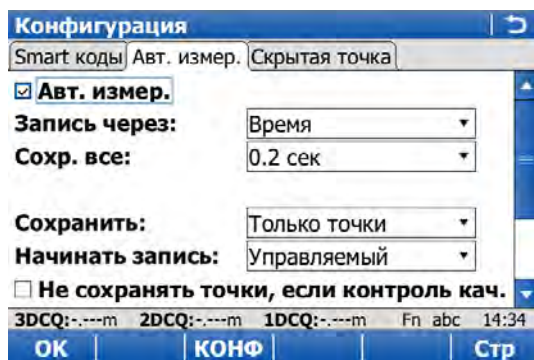 Конфигурация
Smart коды Авт. измер. Скрытая точка
Авт. измер.
Запись через: Время
Сохр. все: 0.2 сек
Сохранить: Только точки
Начинать запись: Управляемый
Не сохранять точки, если контроль кач.
3DCQ:-.---m 2DCQ:-.---m 1DCQ:-.---m Fn abc 14:34
OK КОНФ Стр